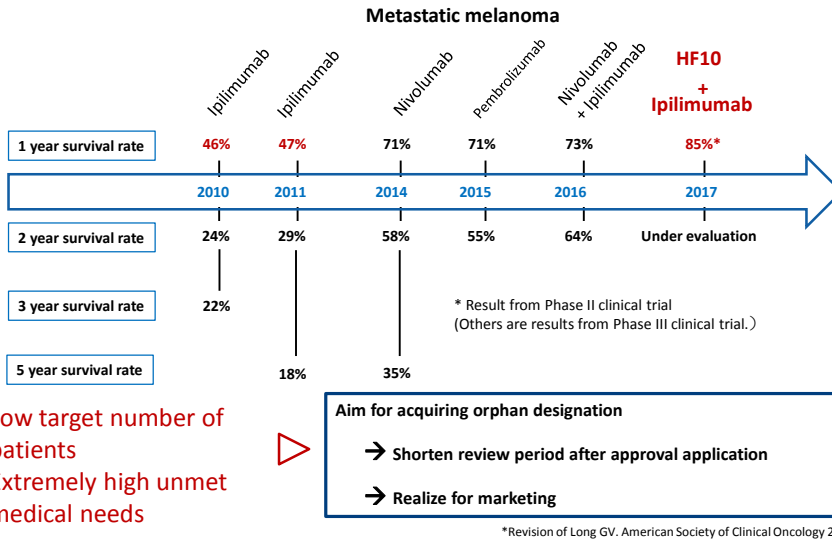 Metastatic melanoma
Ipilimumab
Ipilimumab
Nivolumab
Pembrolizumab
Nivolumab
+ Ipilimumab
HF10
+
Ipilimumab
1 year survival rate 46% 47% 71% 71% 73% 85%*
2010 2011 2014 2015 2016 2017
2 year survival rate 24% 29% 58% 55% 64% Under evaluation
3 year survival rate 22%
* Result from Phase II clinical trial
(Others are results from Phase III clinical trial.）
5 year survival rate 18% 35%
ow target number of
patients
Extremely high unmet
medical needs
Aim for acquiring orphan designation
→ Shorten review period after approval application
→ Realize for marketing
*Revision of Long GV. American Society of Clinical Oncology 2